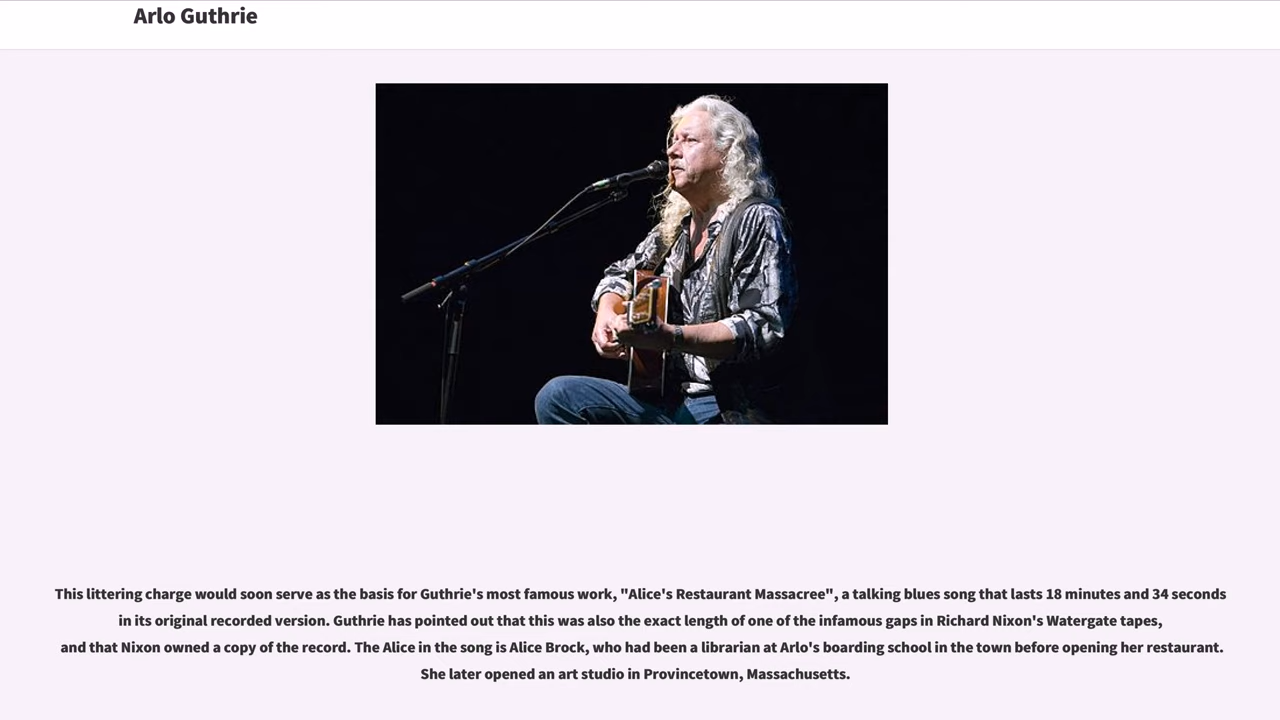 Arlo Guthrie
This littering charge would soon serve as the basis for Guthrie's most famous work, "Alice's Restaurant Massacree", a talking blues song that lasts 18 minutes and 34 seconds
in its original recorded version. Guthrie has pointed out that this was also the exact length of one of the infamous gaps in Richard Nixon's Watergate tapes,
and that Nixon owned a copy of the record. The Alice in the song is Alice Brock, who had been a librarian at Arlo's boarding school in the town before opening her restaurant.
She later opened an art studio in Provincetown, Massachusetts.